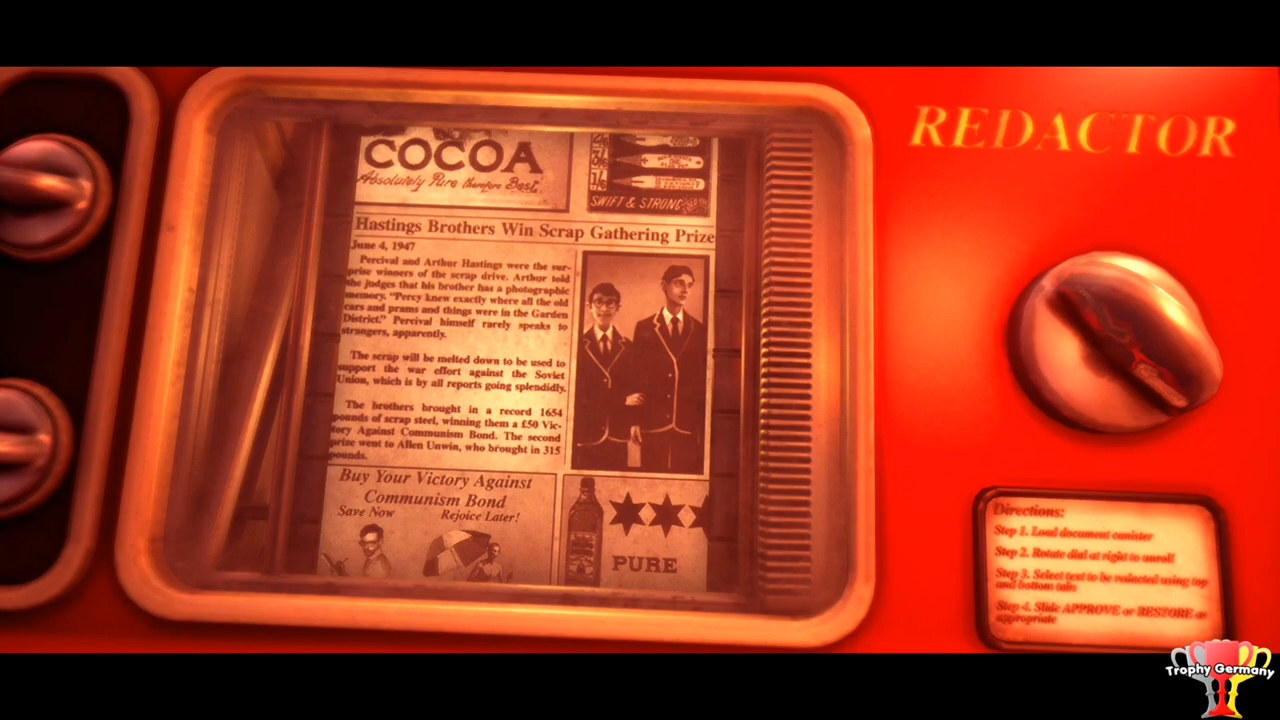 REDACTOR
COCOA
Absolutely Pure therefore Best.
SWIFT & STRONG
Hastings Brothers Win Scrap Gathering Prize
June 4, 1947
Percival and Arthur Hastings were the sur-
prise winners of the scrap drive. Arthur told
the judges that his brother has a photographic
memory. "Percy knew exactly where all the old
cars and prams and things were in the Garden
District." Percival himself rarely speaks to
strangers, apparently.
The scrap will be melted down to be used to
support the war effort against the Soviet
Union, which is by all reports going splendidly.
The brothers brought in a record 1654
pounds of scrap steel, winning them a £50 Vic-
tory Against Communism Bond. The second
prize went to Allen Unwin, who brought in 315
pounds.
Buy Your Victory Against
Communism Bond
Save Now Rejoice Later!
PURE
Directions:
Step 1. Load document canister
Step 2. Rotate dial at right to unroll
Step 3. Select text to be redacted using top
and bottom tabs
Step 4. Slide APPROVE or RESTORE as
appropriate
Trophy Germany